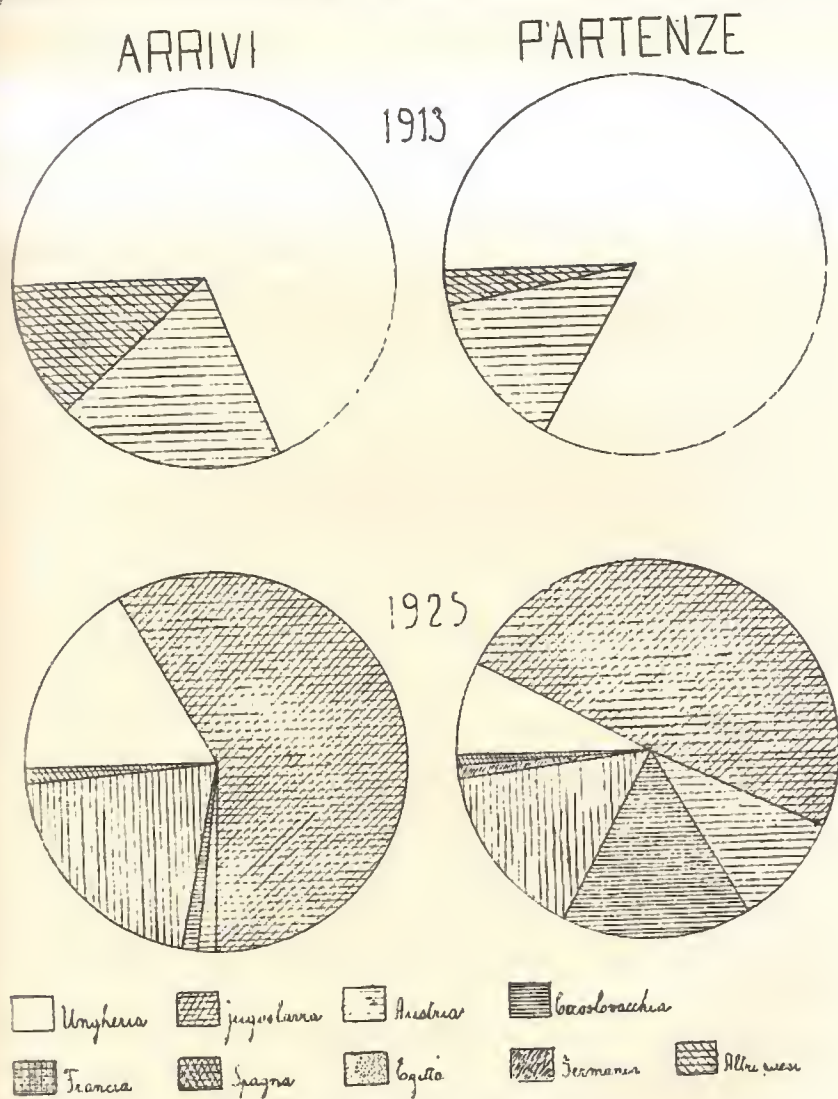 ARRIVI
PARTENZE
1913
1925
Ungheria
Jugoslavia
Austria
Cecoslovacchia
Francia
Spagna
Egitto
Germania
Altri paesi